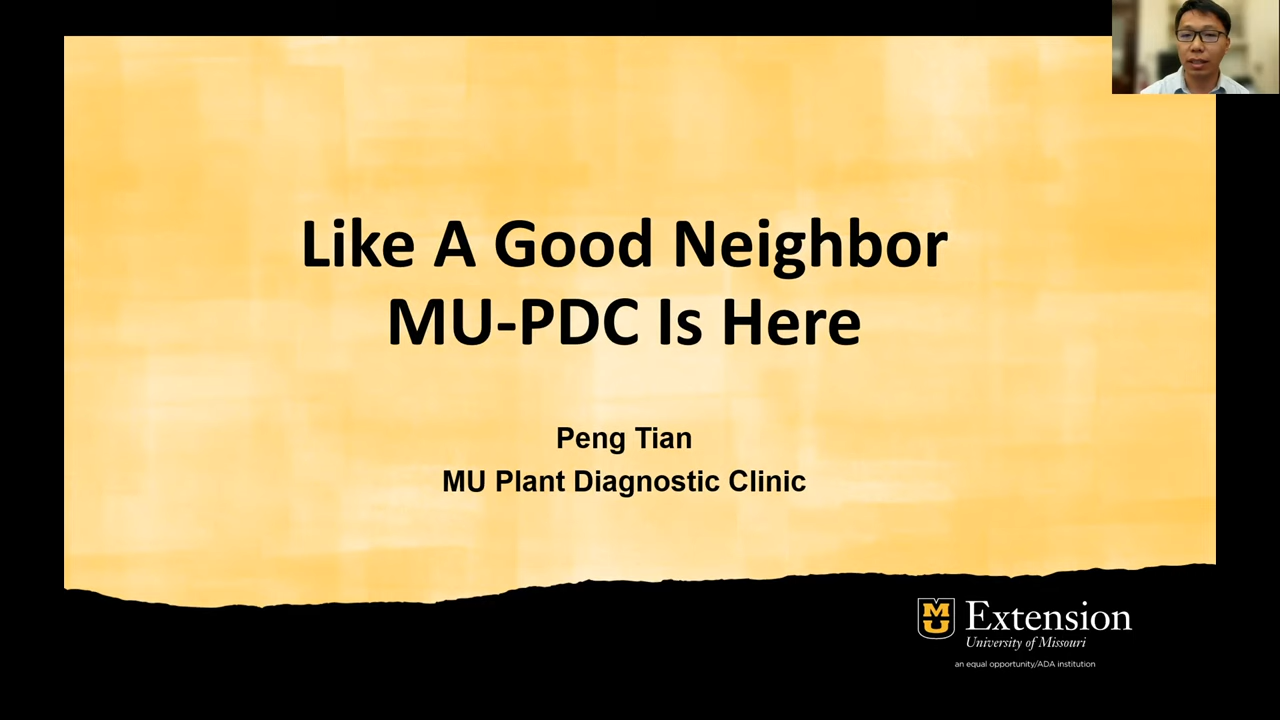 Like A Good Neighbor
MU-PDC Is Here
Peng Tian
MU Plant Diagnostic Clinic
MU Extension
University of Missouri
an equal opportunity/ADA institution